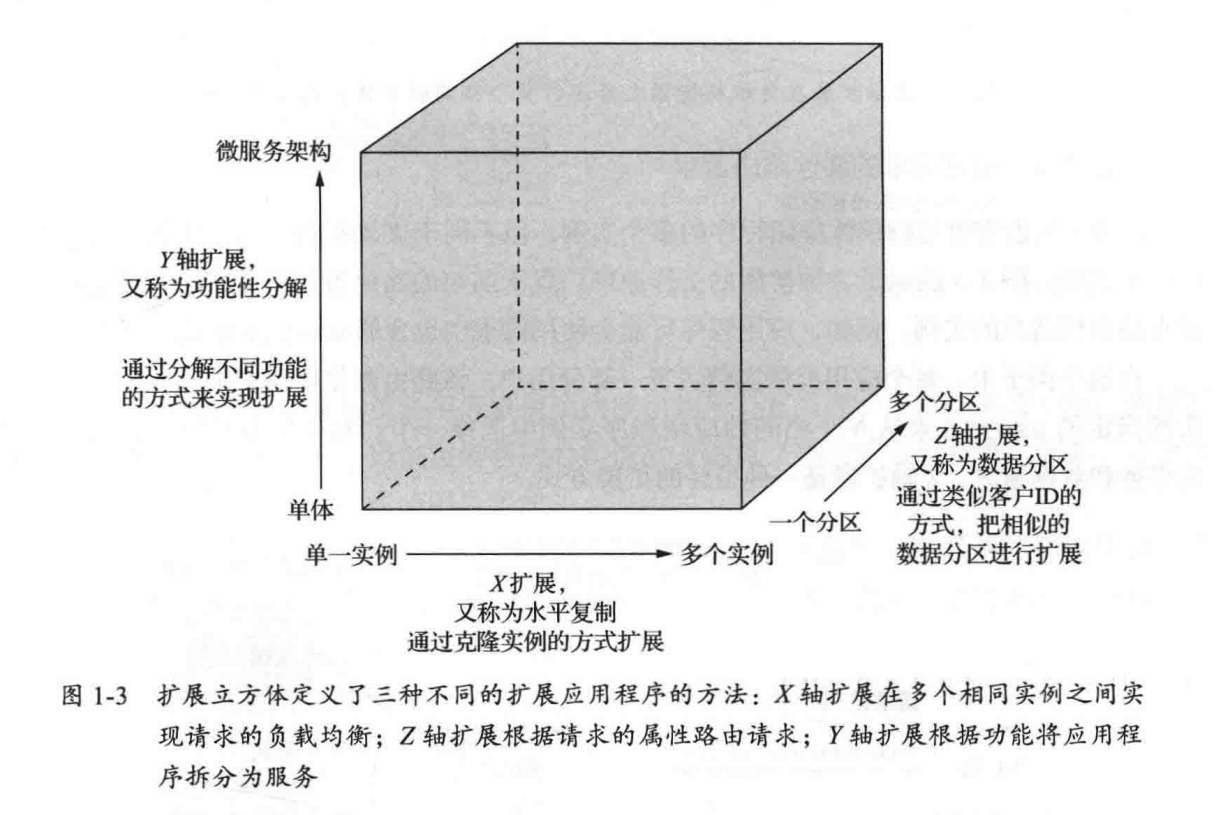 微服务架构
Y轴扩展,
又称为功能性分解
通过分解不同功能
的方式来实现扩展
单体
单一实例
多个实例
X扩展,
又称为水平复制
通过克隆实例的方式扩展
一个分区
多个分区
Z轴扩展,
又称为数据分区
通过类似客户ID的
方式，把相似的
数据分区进行扩展
图 1-3 扩展立方体定义了三种不同的扩展应用程序的方法：X轴扩展在多个相同实例之间实
现请求的负载均衡；Z轴扩展根据请求的属性路由请求；Y轴扩展根据功能将应用程
序拆分为服务